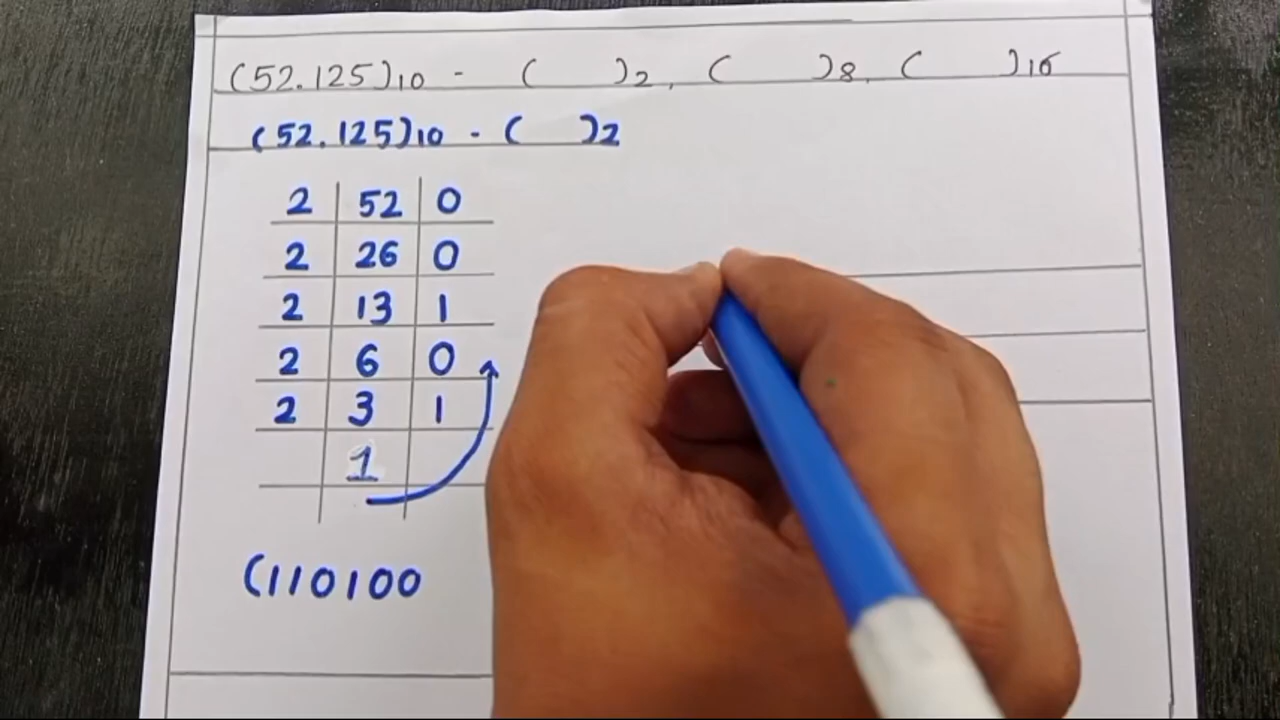 (52.125)10 - (      )2, (      )8, (      )16
(52.125)10 - (    )2
2 52 0
2 26 0
2 13 1
2 6 0
2 3 1
1
(110100